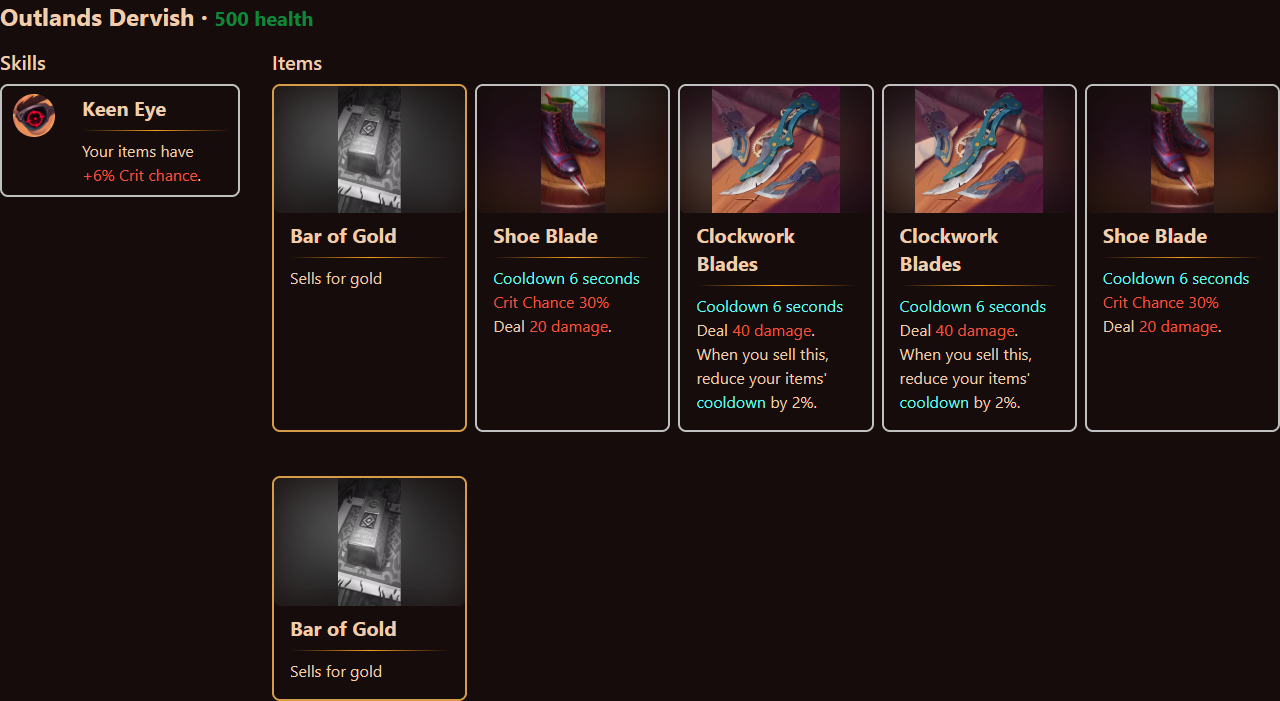 Outlands Dervish · 500 health
Skills
Keen Eye
Your items have
+6% Crit chance.
Items
Bar of Gold
Sells for gold
Shoe Blade
Cooldown 6 seconds
Crit Chance 30%
Deal 20 damage.
Clockwork
Blades
Cooldown 6 seconds
Deal 40 damage.
When you sell this,
reduce your items'
cooldown by 2%.
Clockwork
Blades
Cooldown 6 seconds
Deal 40 damage.
When you sell this,
reduce your items'
cooldown by 2%.
Shoe Blade
Cooldown 6 seconds
Crit Chance 30%
Deal 20 damage.
Bar of Gold
Sells for gold